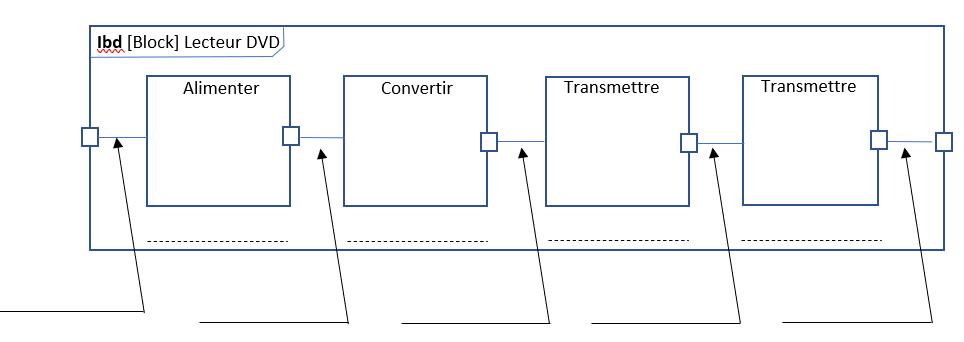 Ibd [Block] Lecteur DVD
Alimenter
Convertir
Transmettre
Transmettre